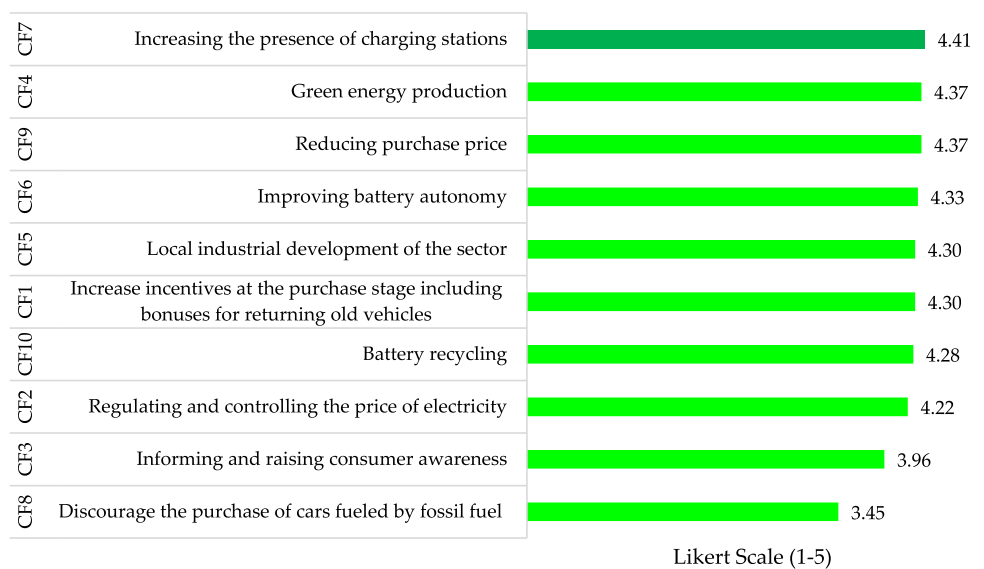 CF7 Increasing the presence of charging stations 4.41
CF4 Green energy production 4.37
CF9 Reducing purchase price 4.37
CF6 Improving battery autonomy 4.33
CF5 Local industrial development of the sector 4.30
CF1 Increase incentives at the purchase stage including
bonuses for returning old vehicles 4.30
CF10 Battery recycling 4.28
CF2 Regulating and controlling the price of electricity 4.22
CF3 Informing and raising consumer awareness 3.96
CF8 Discourage the purchase of cars fueled by fossil fuel 3.45
Likert Scale (1-5)